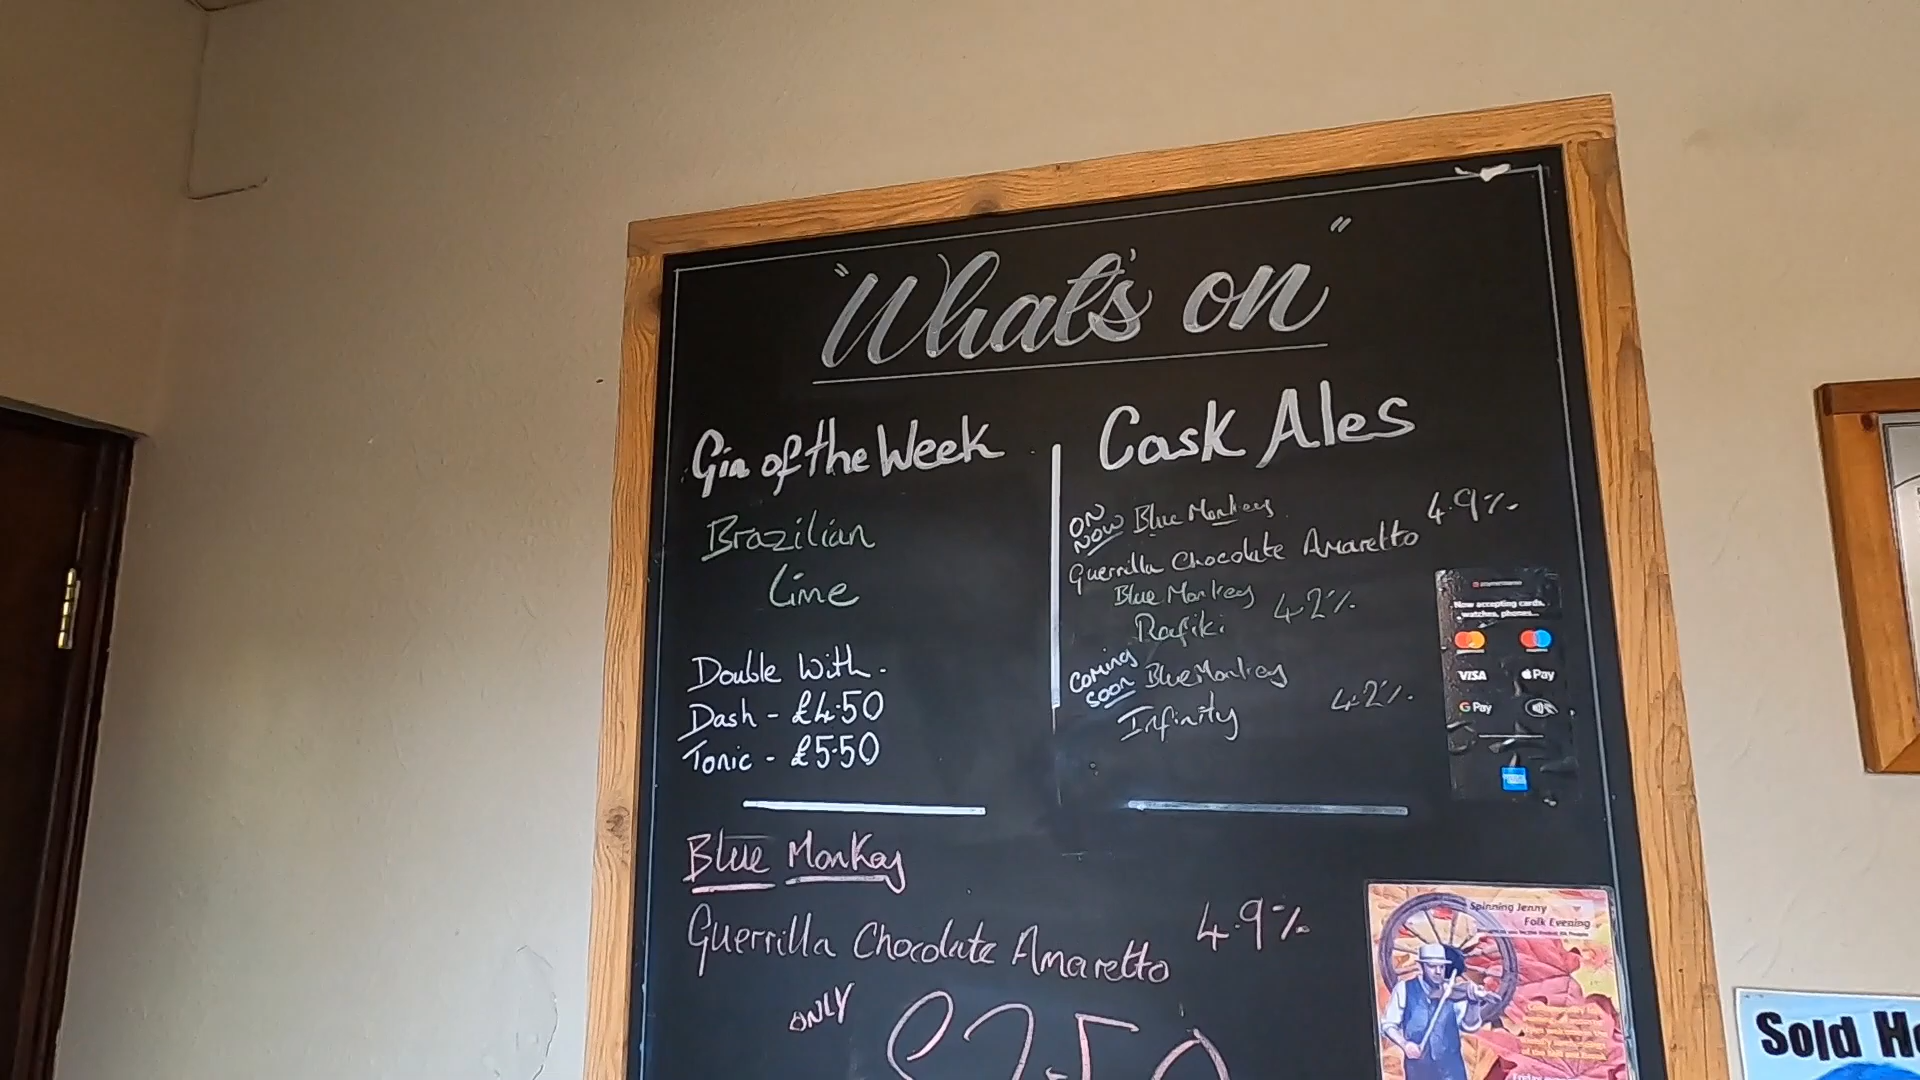 "What's on"
Gin of the Week
Brazilian
Lime
Double With -
Dash - £4.50
Tonic - £5.50
Cask Ales
ON NOW Blue Monkey 4.9%
Guerrilla Chocolate Amaretto
Blue Monkey 4.2%
Rafiki
COMING SOON Blue Monkey 4.2%
Infinity
Now accepting cards,
watches, phones...
VISA
Pay
G Pay
Blue Monkey
Guerrilla Chocolate Amaretto 4.9%
ONLY
Spinning Jenny
Folk Evening
Sold